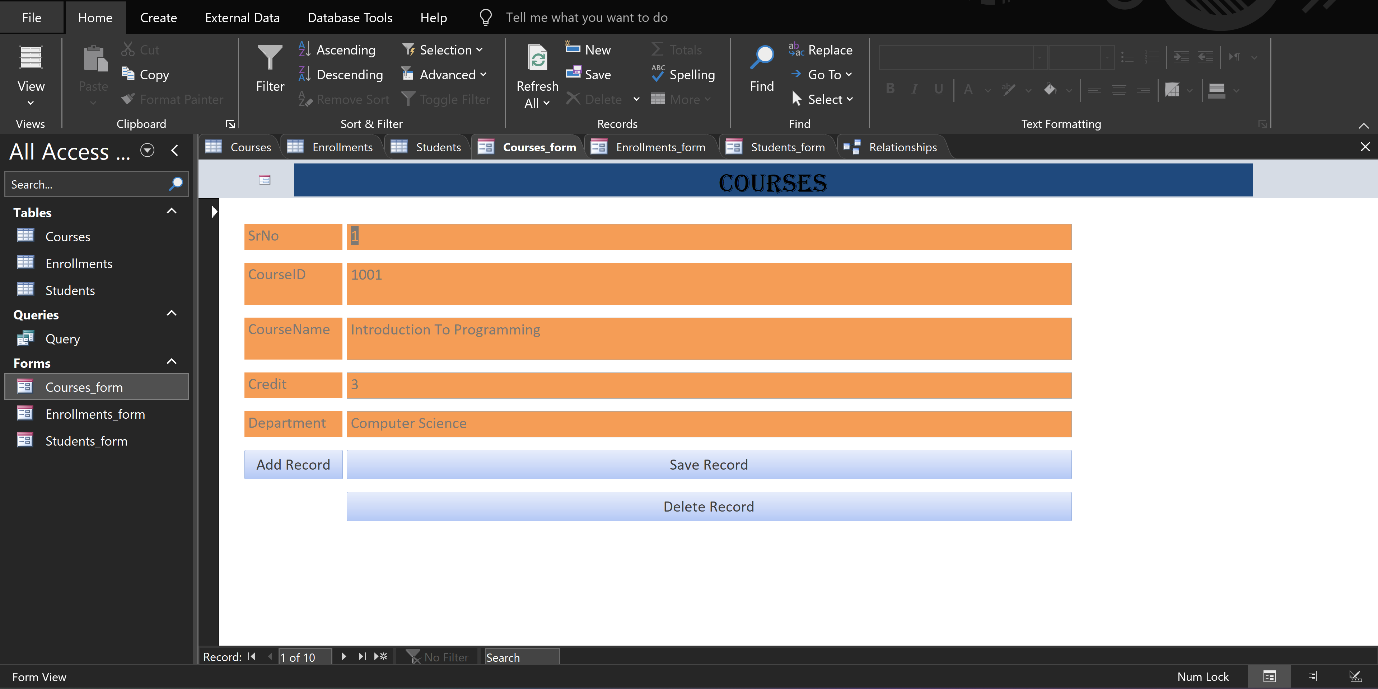 File Home Create External Data Database Tools Help Tell me what you want to do
View
Views
Paste
Cut
Copy
Format Painter
Clipboard
Filter
Ascending
Descending
Remove Sort
Selection
Advanced
Toggle Filter
Sort & Filter
Refresh
All
New
Save
Delete
Totals
Spelling
More
Records
Find
Replace
Go To
Select
Find
B I U A
Text Formatting
All Access ...
Search...
Tables
Courses
Enrollments
Students
Queries
Query
Forms
Courses_form
Enrollments_form
Students_form
Courses Enrollments Students Courses_form Enrollments_form Students_form Relationships
COURSES
SrNo 1
CourseID 1001
CourseName Introduction To Programming
Credit 3
Department Computer Science
Add Record Save Record
Delete Record
Record: 1 of 10 No Filter Search
Form View Num Lock